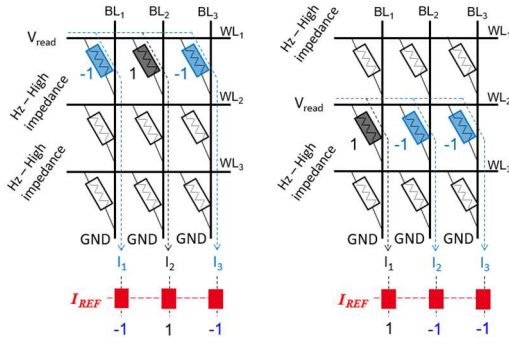 BL1 BL2 BL3
WL1
Vread
-1 1 -1
Hz – High impedance
WL2
Hz – High impedance
WL3
GND GND
I1 I2 I3
IREF
-1 1 -1
BL1 BL2 BL3
WL1
Hz – High impedance
WL2
Vread
1 -1 -1
Hz – High impedance
WL3
GND GND
I1 I2 I3
IREF
1 -1 -1